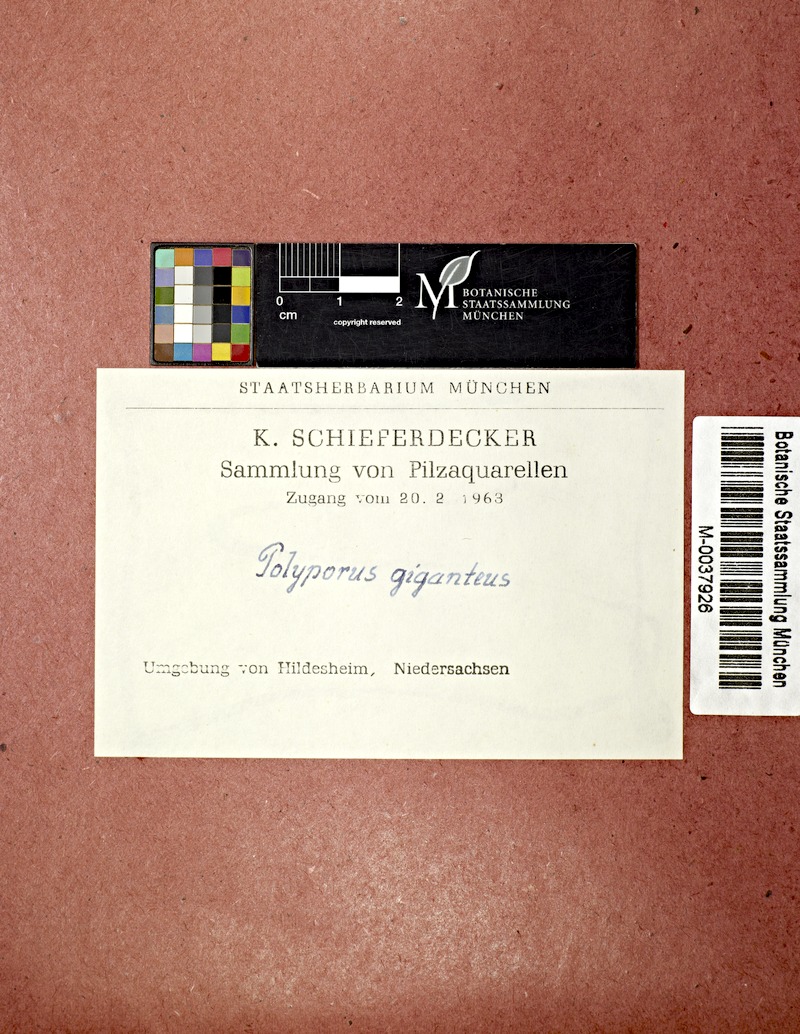 0 1 2
cm
copyright reserved
M BOTANISCHE
STAATSSAMMLUNG
MÜNCHEN
STAATSHERBARIUM MÜNCHEN
K. SCHIEFERDECKER
Sammlung von Pilzaquarellen
Zugang vom 20. 2 1963
Polyporus giganteus
Umgebung von Hildesheim, Niedersachsen
Botanische Staatssammlung München
M-0037926